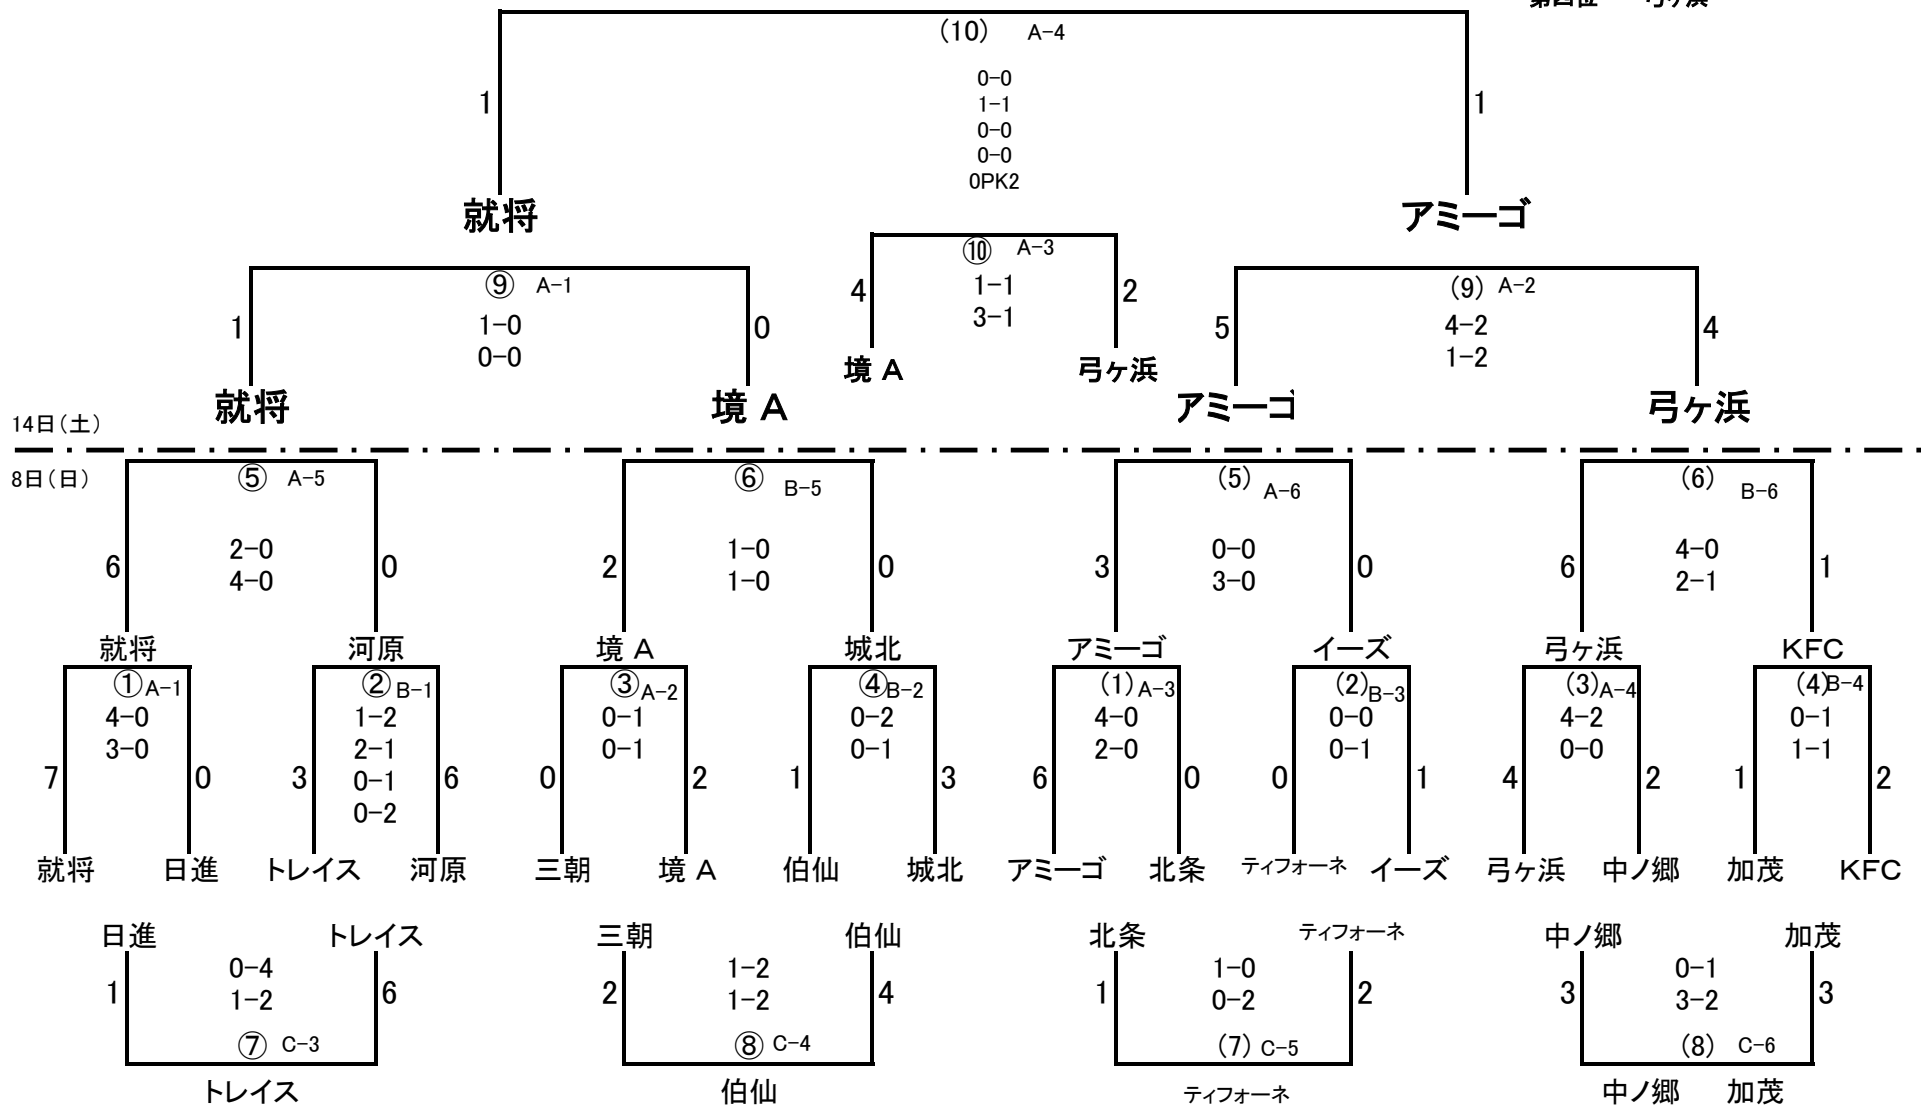 第四位 弓ヶ浜
(10) A-4
0-0
1 1-1 1
0-0
0-0
0PK2
就将 アミーゴ
⑩ A-3
⑨ A-1 4 1-1 2 (9) A-2
1 1-0 0 3-1 5 4-2 4
0-0 1-2
境 A 弓ヶ浜
就将 境 A アミーゴ 弓ヶ浜
14日(土)
8日(日)
⑤ A-5 ⑥ B-5 (5) A-6 (6) B-6
2-0 1-0 0-0 4-0
6 0 2 0 3 0 6 1
4-0 1-0 3-0 2-1
就将 河原 境 A 城北 アミーゴ イーズ 弓ヶ浜 KFC
① A-1 ② B-1 ③ A-2 ④ B-2 (1) A-3 (2) B-3 (3) A-4 (4) B-4
4-0 1-2 0-1 0-2 4-0 0-0 4-2 0-1
3-0 2-1 0-1 0-1 2-0 0-1 0-0 1-1
7 0 3 0-1 6 0 2 1 3 6 0 0 1 4 2 1 2
0-2
就将 日進 トレイス 河原 三朝 境 A 伯仙 城北 アミーゴ 北条 ティフォーネ イーズ 弓ヶ浜 中ノ郷 加茂 KFC
日進 トレイス 三朝 伯仙 北条 ティフォーネ 中ノ郷 加茂
0-4 1-2 1-0 0-1
1 1-2 6 2 1-2 4 1 0-2 2 3 3-2 3
⑦ C-3 ⑧ C-4 (7) C-5 (8) C-6
トレイス 伯仙 ティフォーネ 中ノ郷 加茂